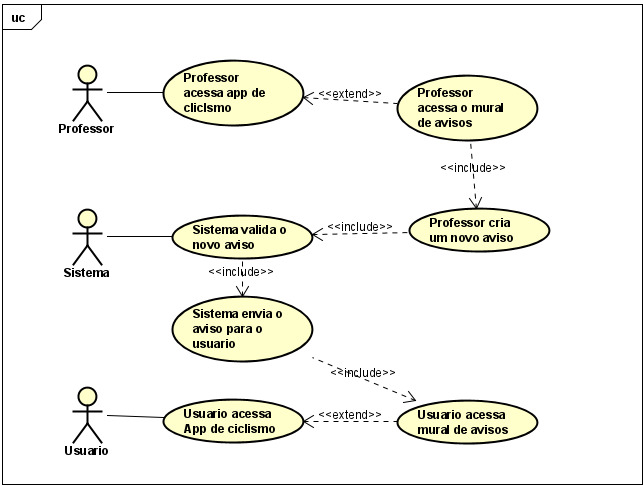 uc
Professor
acessa app de
cliclsmo
<<extend>>
Professor
acessa o mural
de avisos
Professor
<<include>>
Sistema valida o
novo aviso
<<include>>
Professor cria
um novo aviso
Sistema
<<include>>
Sistema envia o
aviso para o
usuario
<<include>>
Usuario acessa
App de ciclismo
<<extend>>
Usuario acessa
mural de avisos
Usuario